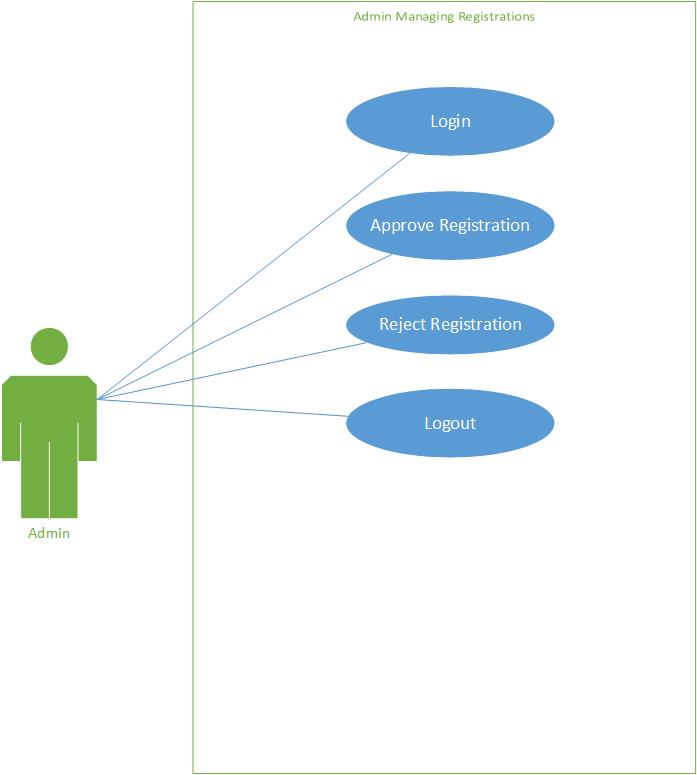 Admin Managing Registrations
Login
Approve Registration
Reject Registration
Logout
Admin